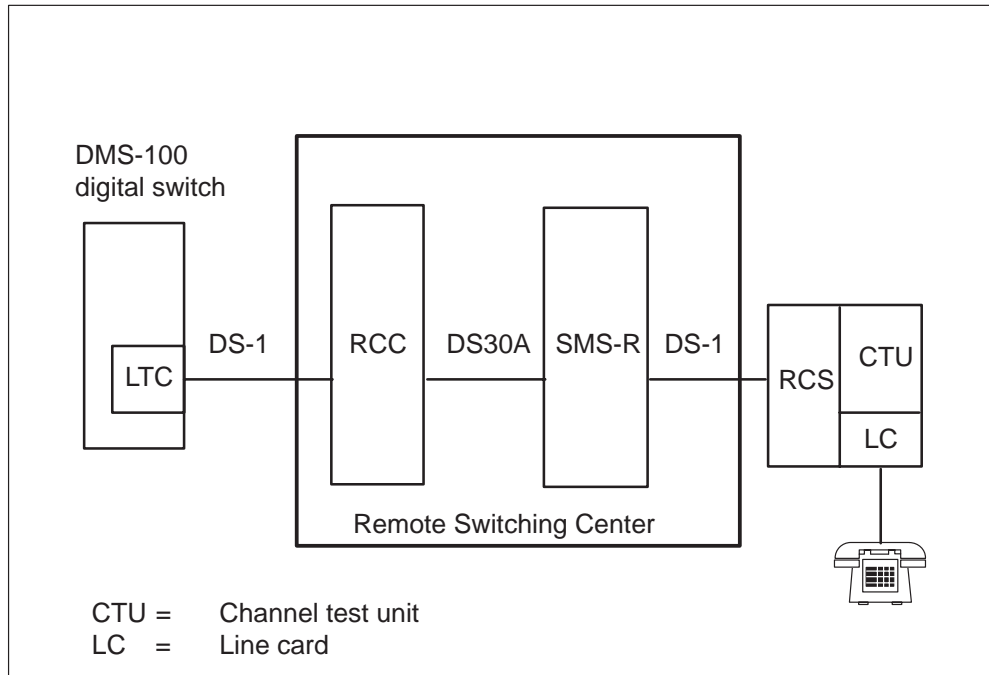 DMS-100
digital switch
LTC
DS-1
RCC
DS30A
SMS-R
DS-1
RCS
CTU
LC
Remote Switching Center
CTU = Channel test unit
LC = Line card